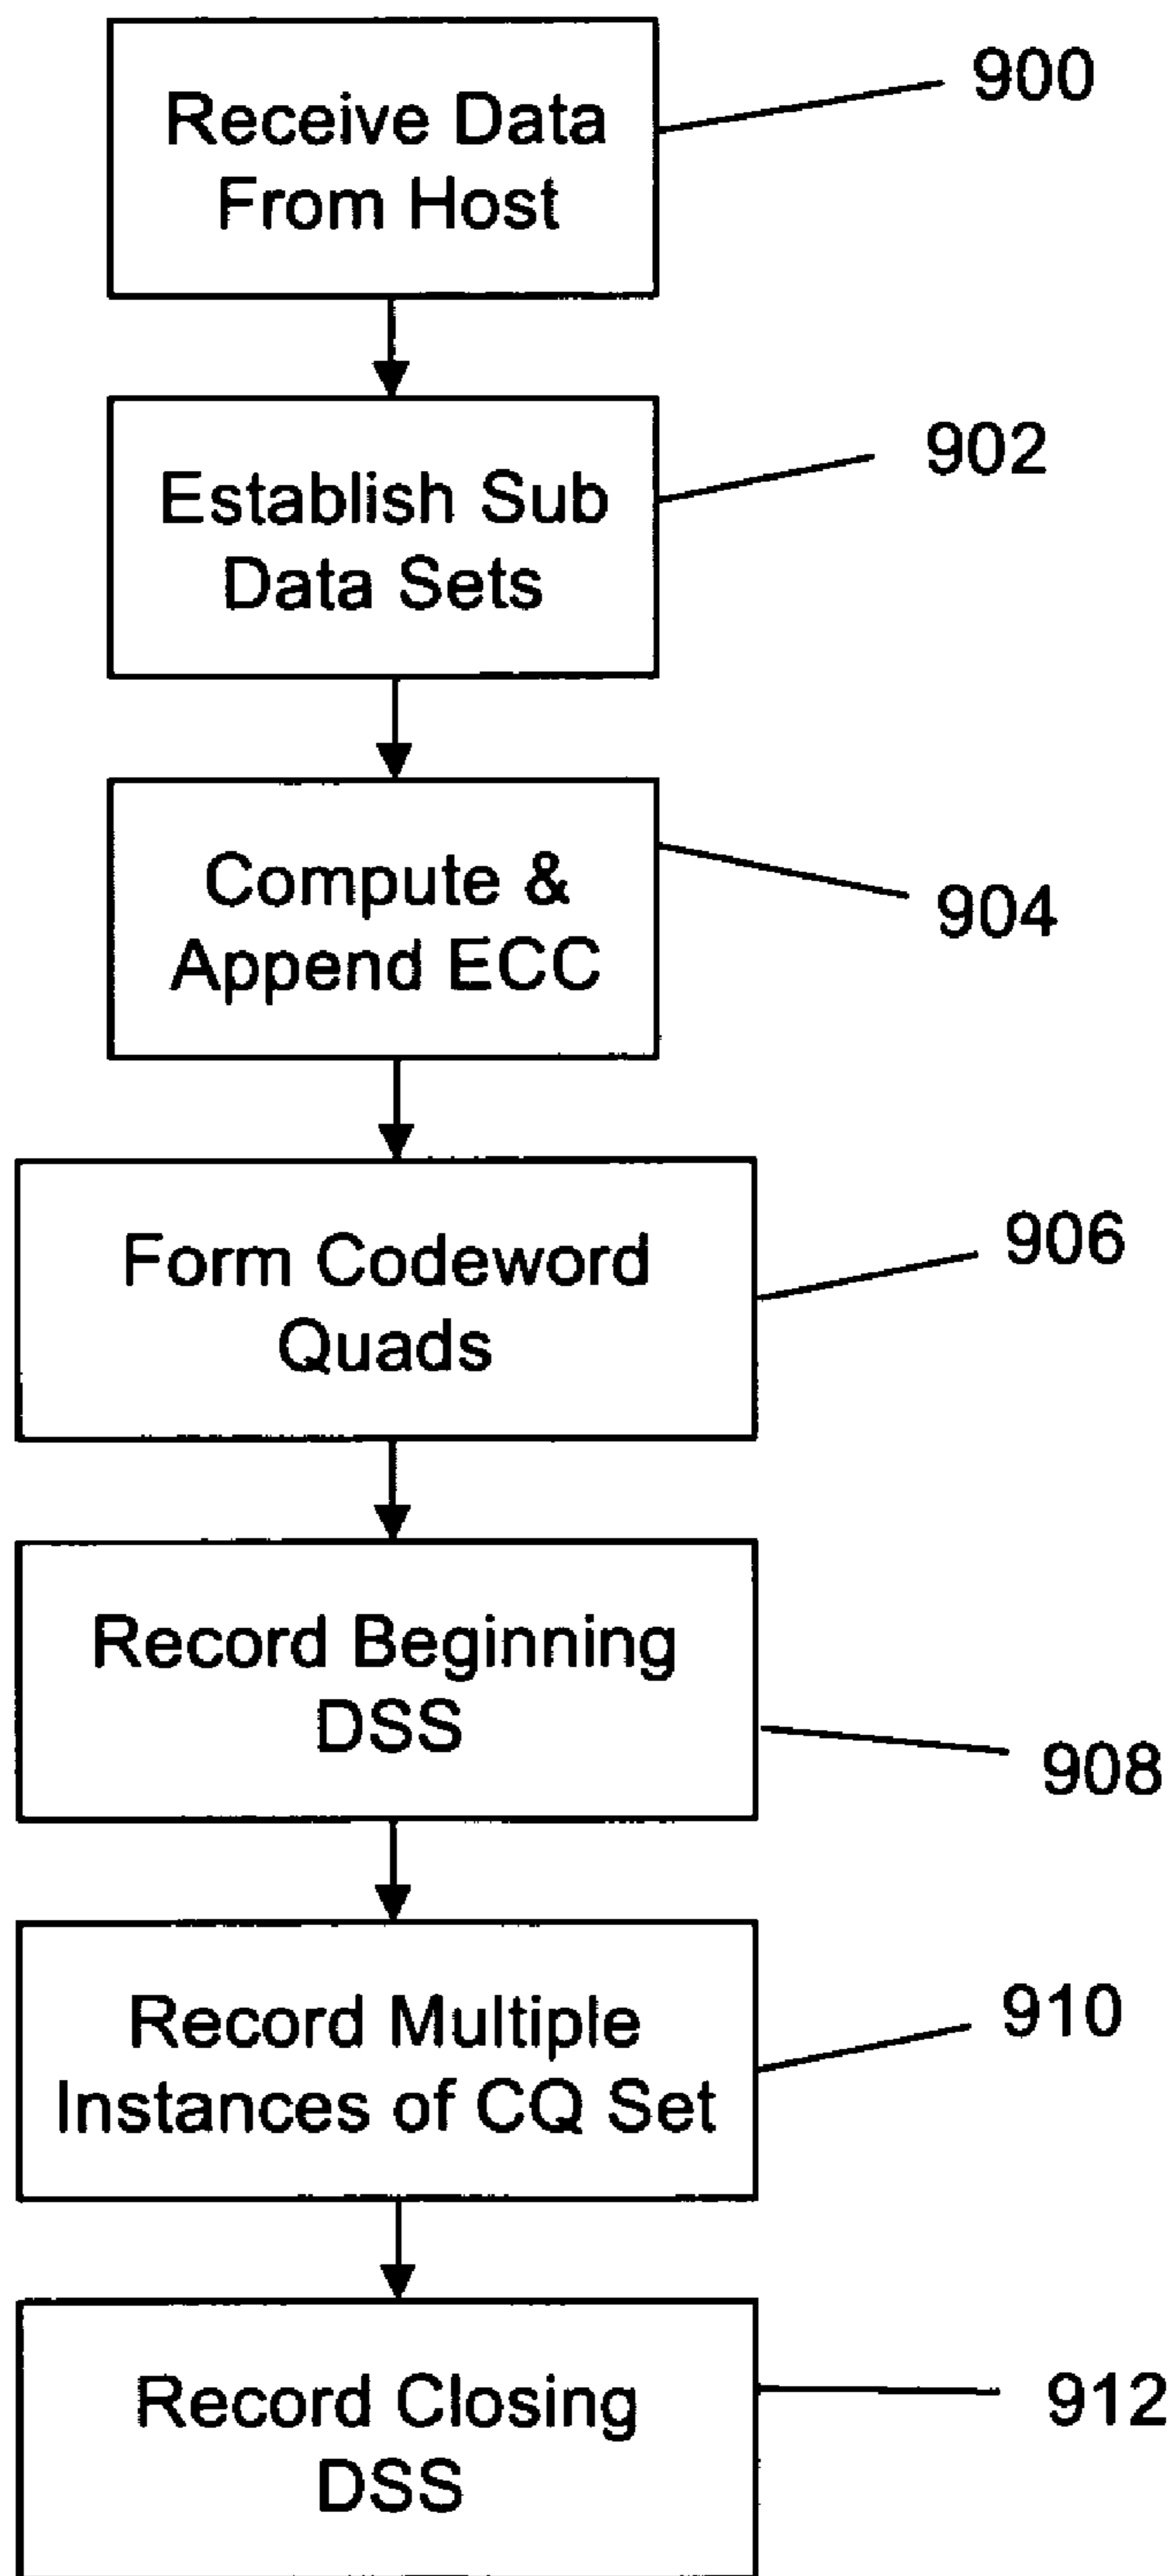 Receive Data
From Host
900
Establish Sub
Data Sets
902
Compute &
Append ECC
904
Form Codeword
Quads
906
Record Beginning
DSS
908
Record Multiple
Instances of CQ Set
910
Record Closing
DSS
912